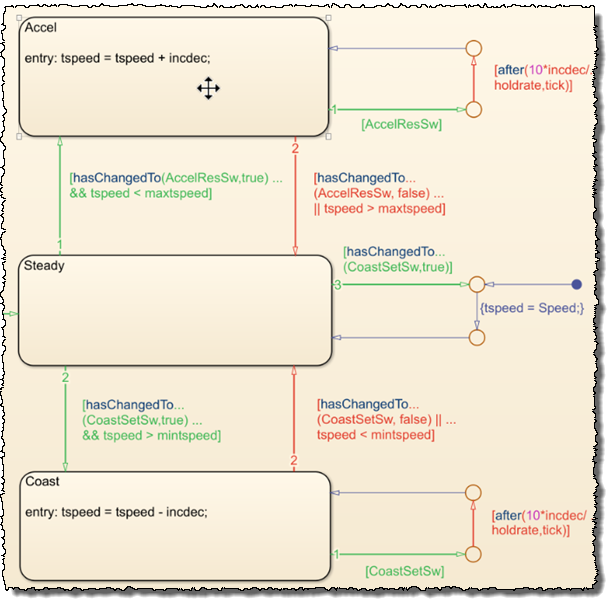 Accel
entry: tspeed = tspeed + incdec;
[after(10*incdec/
holdrate,tick)]
1
[AccelResSw]
2
[hasChangedTo(AccelResSw,true) ...
&& tspeed < maxtspeed]
[hasChangedTo...
(AccelResSw, false) ...
|| tspeed > maxtspeed]
1
Steady
[hasChangedTo...
(CoastSetSw,true)]
3
{tspeed = Speed;}
2
[hasChangedTo...
(CoastSetSw,true) ...
&& tspeed > mintspeed]
[hasChangedTo...
(CoastSetSw, false) || ...
tspeed < mintspeed]
2
Coast
entry: tspeed = tspeed - incdec;
[after(10*incdec/
holdrate,tick)]
1
[CoastSetSw]